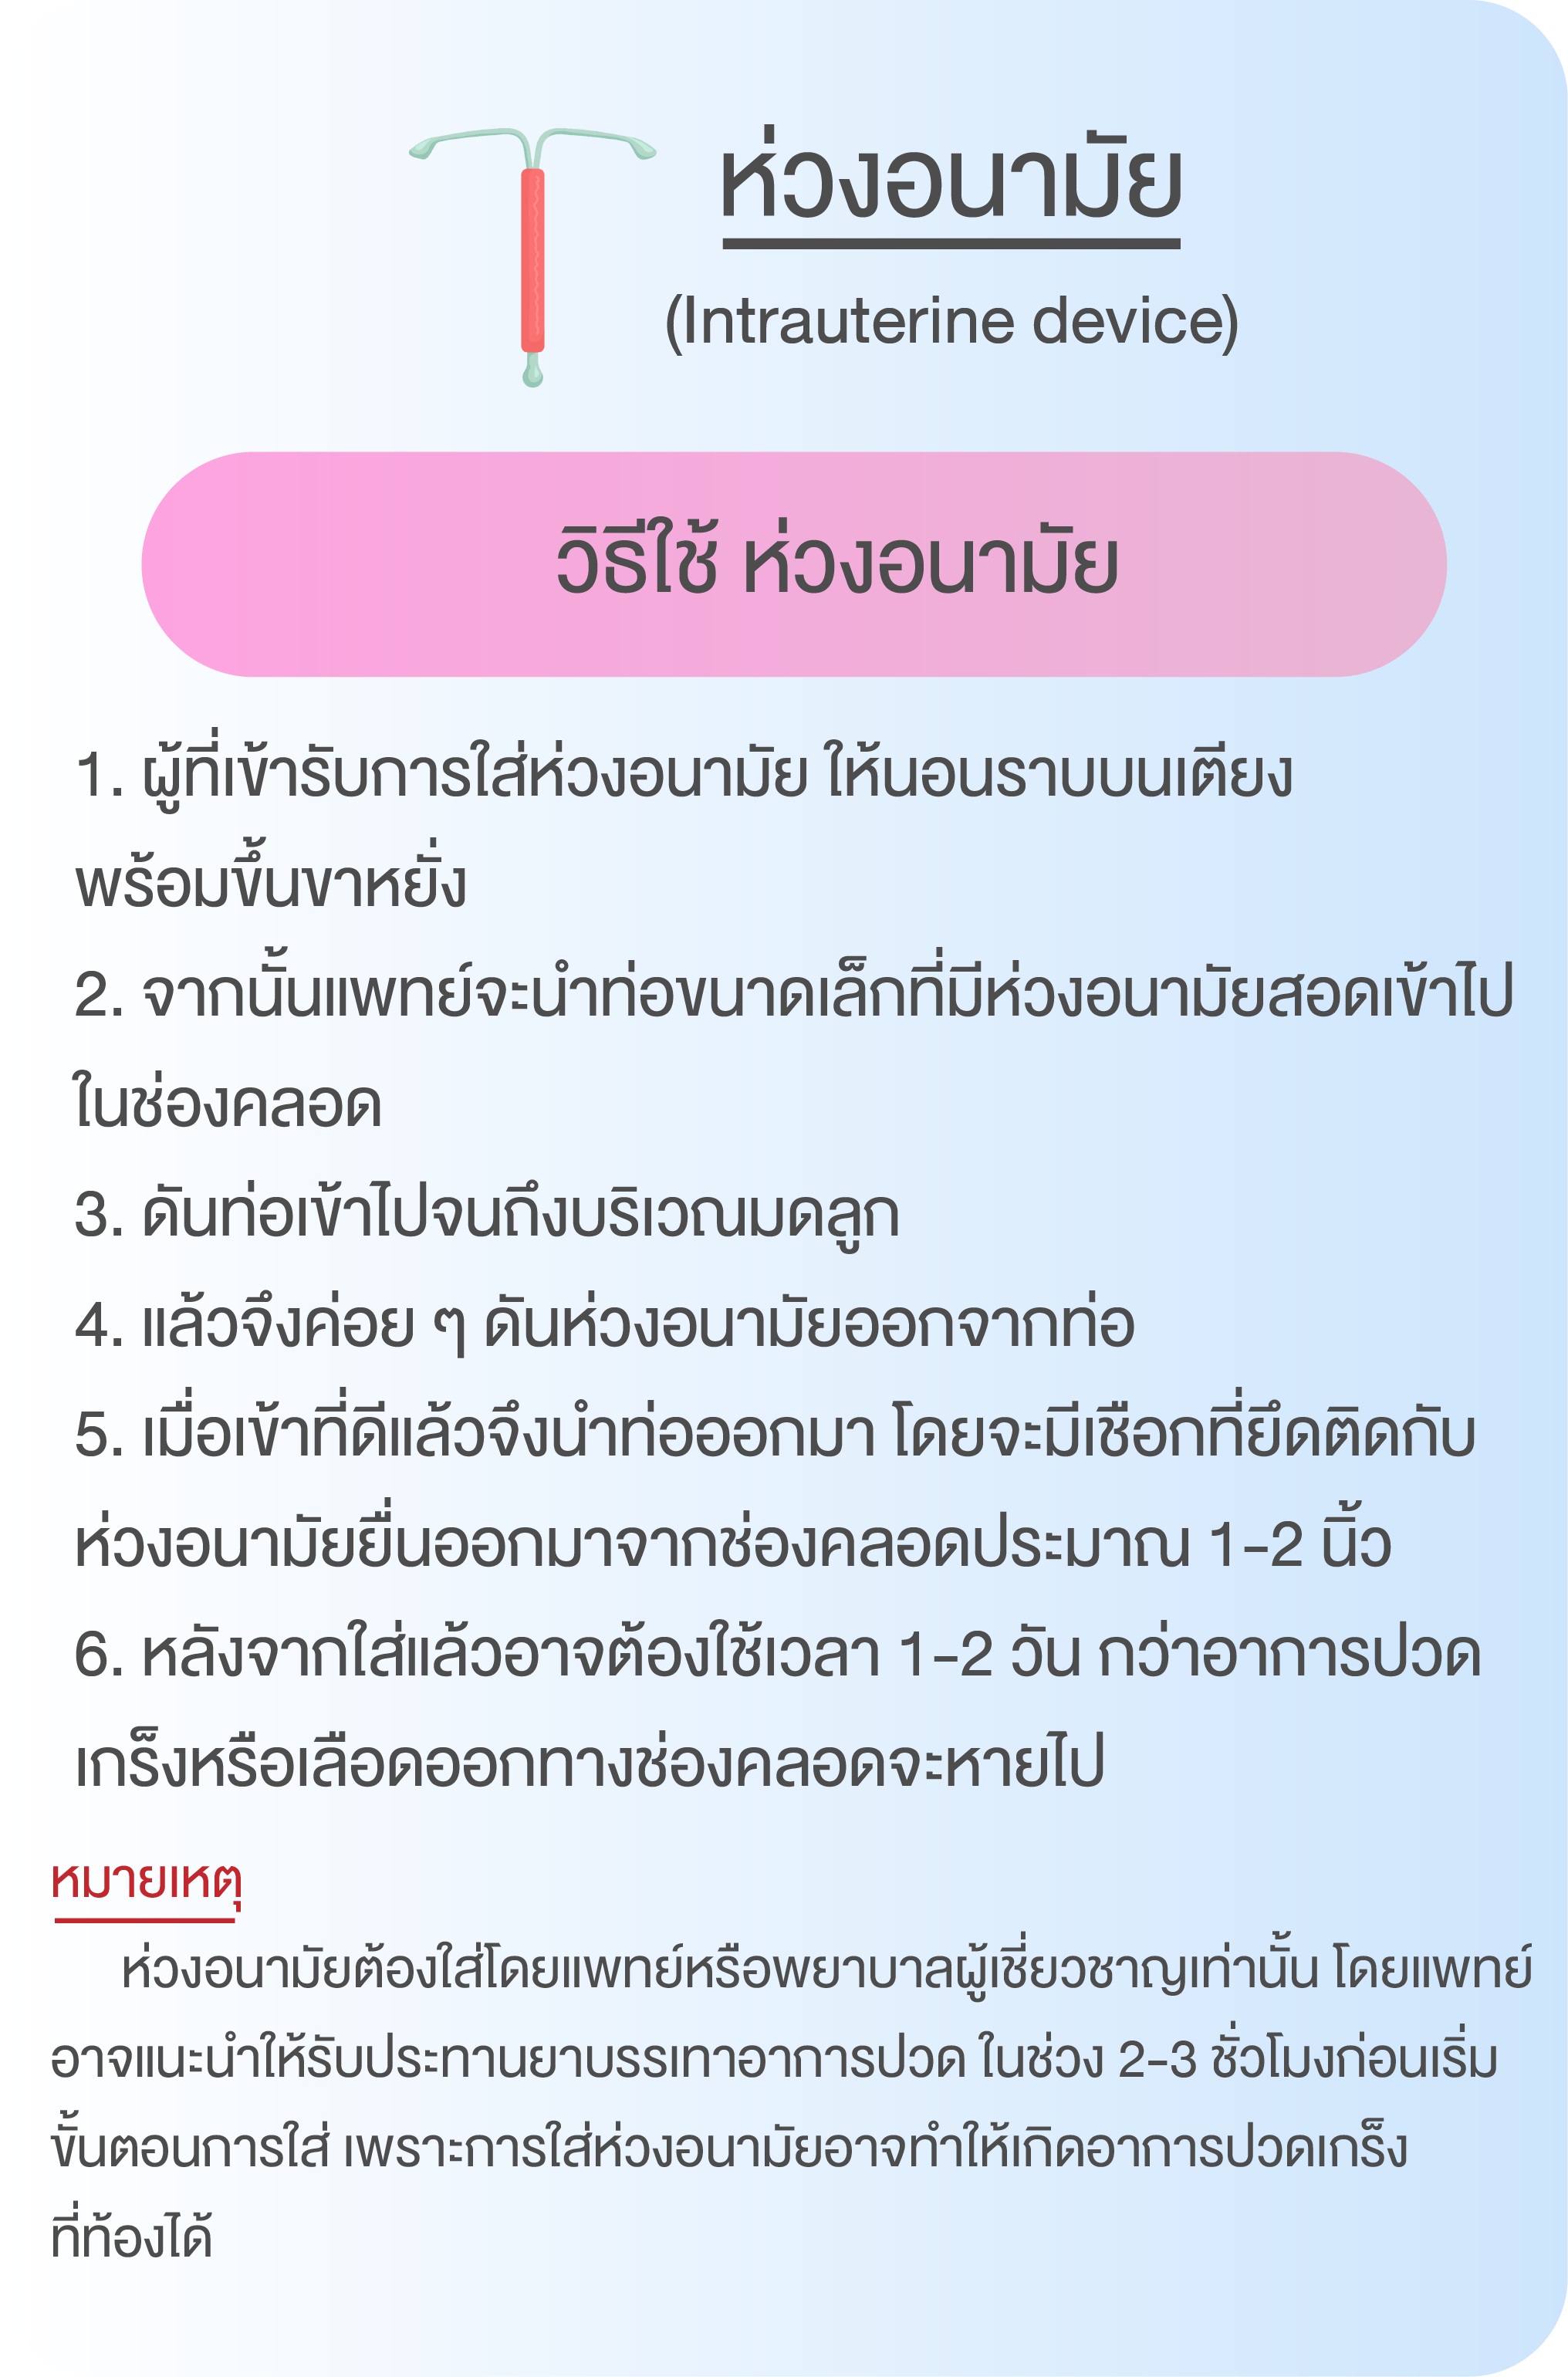 ห่วงอนามัย
(Intrauterine device)
วิธีใช้ ห่วงอนามัย
1. ผู้ที่เข้ารับการใส่ห่วงอนามัย ให้นอนราบบนเตียง
พร้อมขึ้นขาหยั่ง
2. จากนั้นแพทย์จะนำท่อขนาดเล็กที่มีห่วงอนามัยสอดเข้าไป
ในช่องคลอด
3. ดันท่อเข้าไปจนถึงบริเวณมดลูก
4. แล้วจึงค่อย ๆ ดันห่วงอนามัยออกจากท่อ
5. เมื่อเข้าที่ดีแล้วจึงนำท่อออกมา โดยจะมีเชือกที่ยึดติดกับ
ห่วงอนามัยยื่นออกมาจากช่องคลอดประมาณ 1-2 นิ้ว
6. หลังจากใส่แล้วอาจต้องใช้เวลา 1-2 วัน กว่าอาการปวด
เกร็งหรือเลือดออกทางช่องคลอดจะหายไป
หมายเหตุ
ห่วงอนามัยต้องใส่โดยแพทย์หรือพยาบาลผู้เชี่ยวชาญเท่านั้น โดยแพทย์
อาจแนะนำให้รับประทานยาบรรเทาอาการปวด ในช่วง 2-3 ชั่วโมงก่อนเริ่ม
ขั้นตอนการใส่ เพราะการใส่ห่วงอนามัยอาจทำให้เกิดอาการปวดเกร็ง
ที่ท้องได้